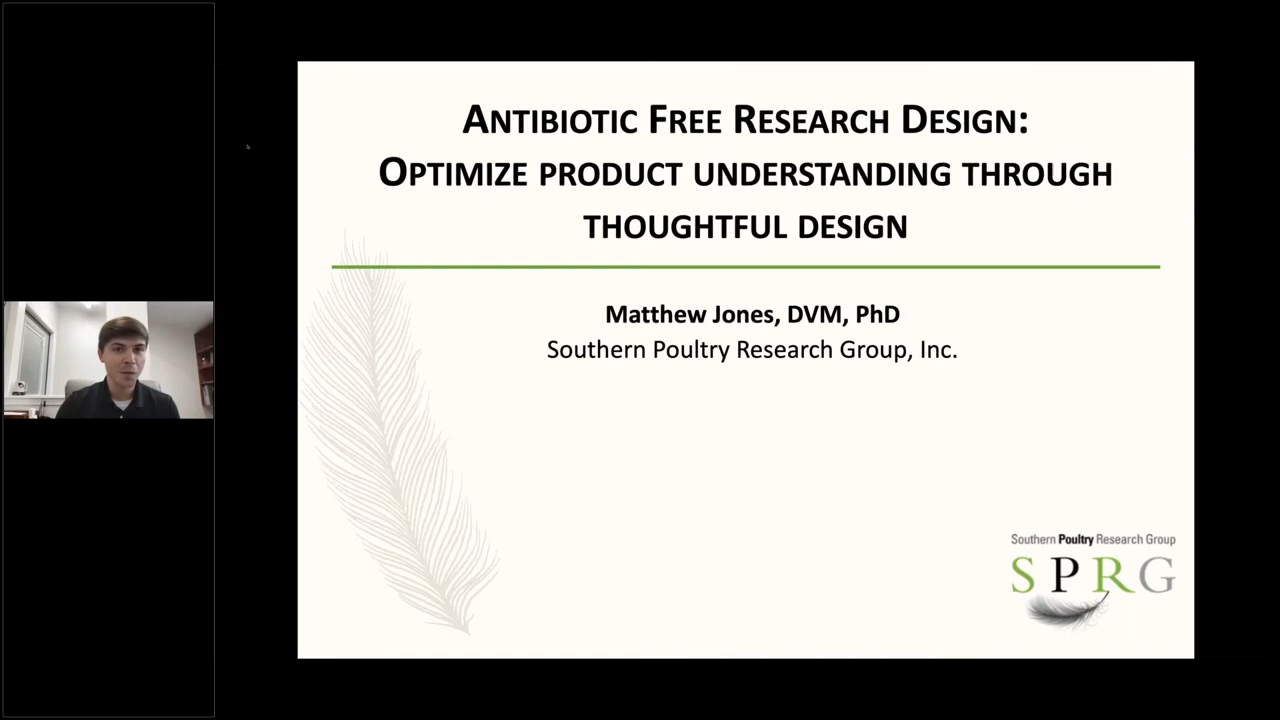 ANTIBIOTIC FREE RESEARCH DESIGN:
OPTIMIZE PRODUCT UNDERSTANDING THROUGH
THOUGHTFUL DESIGN
Matthew Jones, DVM, PhD
Southern Poultry Research Group, Inc.
Southern Poultry Research Group
SPRG